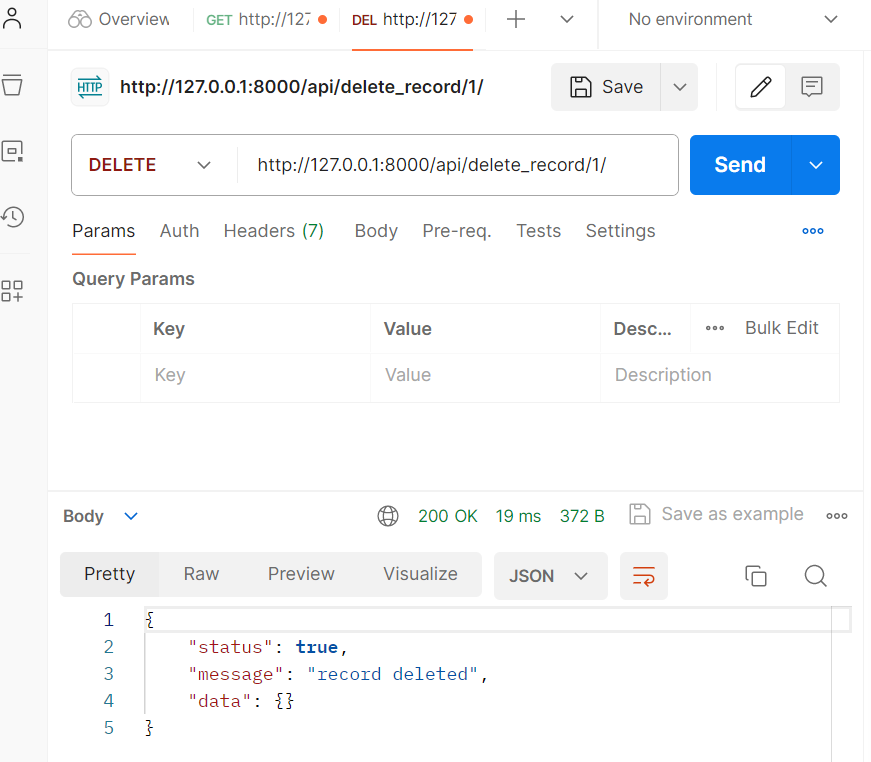 Overview GET http://127 DEL http://127 No environment
HTTP http://127.0.0.1:8000/api/delete_record/1/ Save
DELETE http://127.0.0.1:8000/api/delete_record/1/ Send
Params Auth Headers (7) Body Pre-req. Tests Settings
Query Params
Key Value Desc... Bulk Edit
Key Value Description
Body 200 OK 19 ms 372 B Save as example
Pretty Raw Preview Visualize JSON
1 {
2 "status": true,
3 "message": "record deleted",
4 "data": {}
5 }